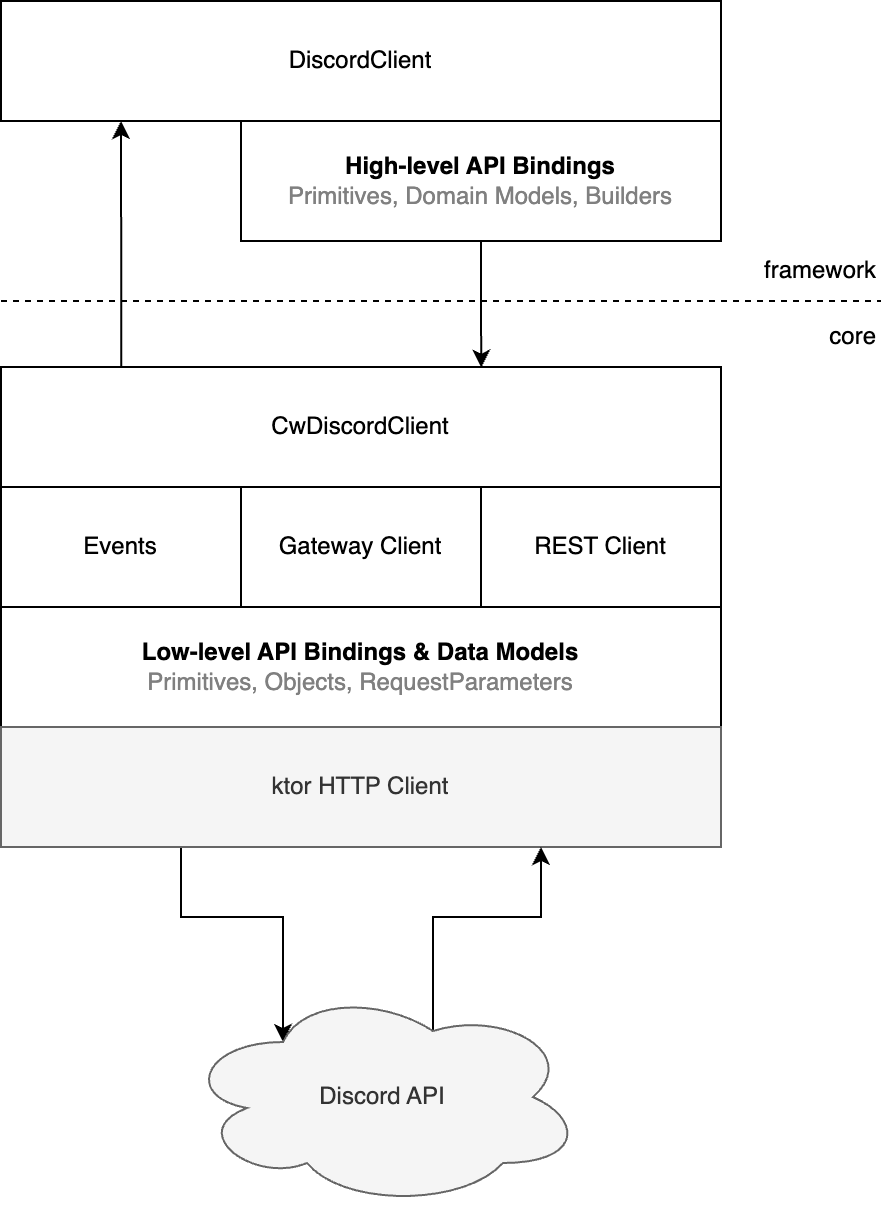 DiscordClient
High-level API Bindings
Primitives, Domain Models, Builders
framework
core
CwDiscordClient
Events
Gateway Client
REST Client
Low-level API Bindings & Data Models
Primitives, Objects, RequestParameters
ktor HTTP Client
Discord API